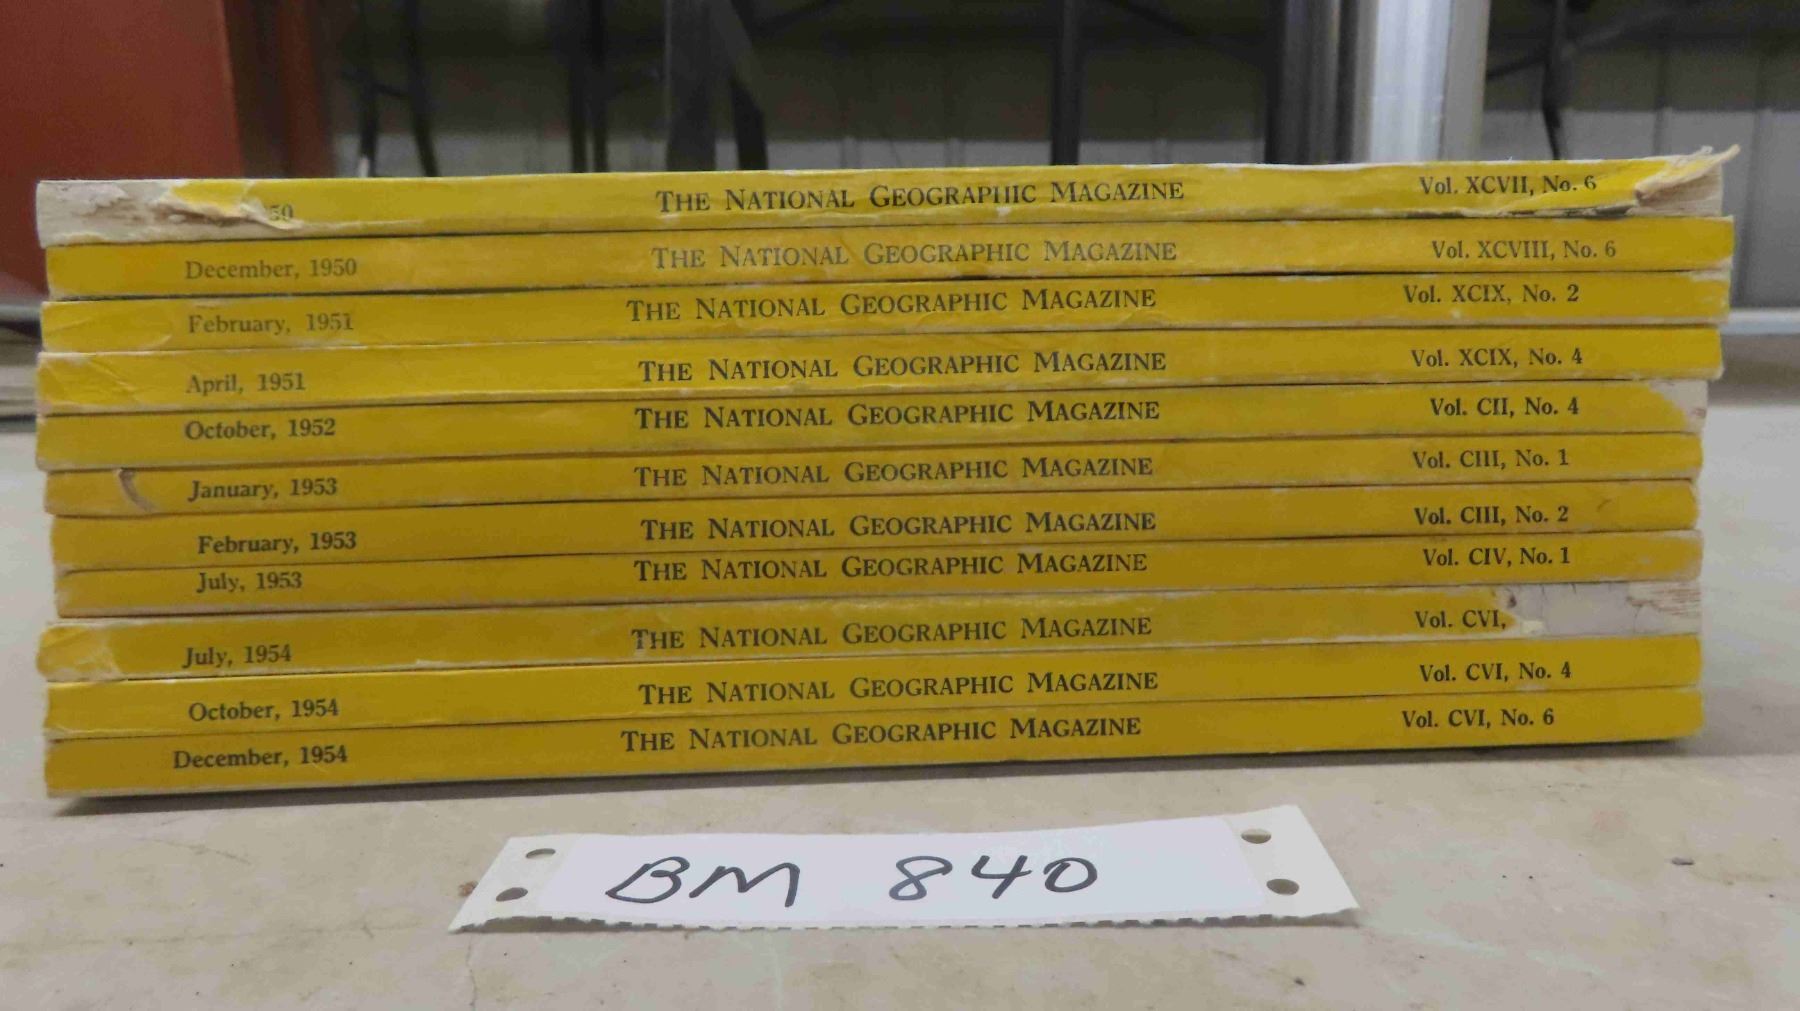 50 THE NATIONAL GEOGRAPHIC MAGAZINE Vol. XCVII, No. 6
December, 1950 THE NATIONAL GEOGRAPHIC MAGAZINE Vol. XCVIII, No. 6
February, 1951 THE NATIONAL GEOGRAPHIC MAGAZINE Vol. XCIX, No. 2
April, 1951 THE NATIONAL GEOGRAPHIC MAGAZINE Vol. XCIX, No. 4
October, 1952 THE NATIONAL GEOGRAPHIC MAGAZINE Vol. CII, No. 4
January, 1953 THE NATIONAL GEOGRAPHIC MAGAZINE Vol. CIII, No. 1
February, 1953 THE NATIONAL GEOGRAPHIC MAGAZINE Vol. CIII, No. 2
July, 1953 THE NATIONAL GEOGRAPHIC MAGAZINE Vol. CIV, No. 1
July, 1954 THE NATIONAL GEOGRAPHIC MAGAZINE Vol. CVI,
October, 1954 THE NATIONAL GEOGRAPHIC MAGAZINE Vol. CVI, No. 4
December, 1954 THE NATIONAL GEOGRAPHIC MAGAZINE Vol. CVI, No. 6
BM 840